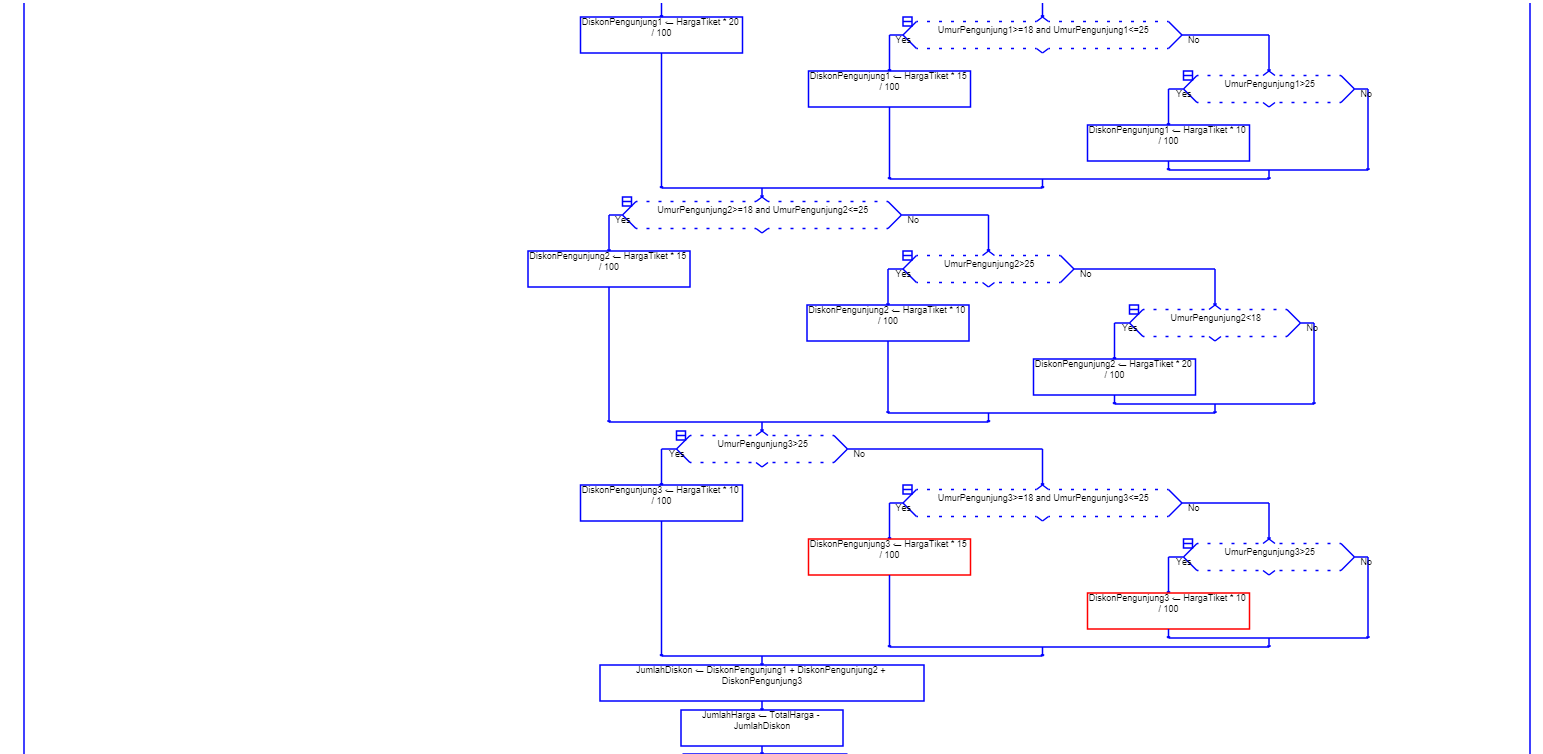 DiskonPengunjung1 ← HargaTiket * 20
/ 100
UmurPengunjung1>=18 and UmurPengunjung1<=25
Yes
No
DiskonPengunjung1 ← HargaTiket * 15
/ 100
UmurPengunjung1>25
Yes
No
DiskonPengunjung1 ← HargaTiket * 10
/ 100
UmurPengunjung2>=18 and UmurPengunjung2<=25
Yes
No
DiskonPengunjung2 ← HargaTiket * 15
/ 100
UmurPengunjung2>25
Yes
No
DiskonPengunjung2 ← HargaTiket * 10
/ 100
UmurPengunjung2<18
Yes
No
DiskonPengunjung2 ← HargaTiket * 20
/ 100
UmurPengunjung3>25
Yes
No
DiskonPengunjung3 ← HargaTiket * 10
/ 100
UmurPengunjung3>=18 and UmurPengunjung3<=25
Yes
No
DiskonPengunjung3 ← HargaTiket * 15
/ 100
UmurPengunjung3>25
Yes
No
DiskonPengunjung3 ← HargaTiket * 10
/ 100
JumlahDiskon ← DiskonPengunjung1 + DiskonPengunjung2 +
DiskonPengunjung3
JumlahHarga ← TotalHarga -
JumlahDiskon